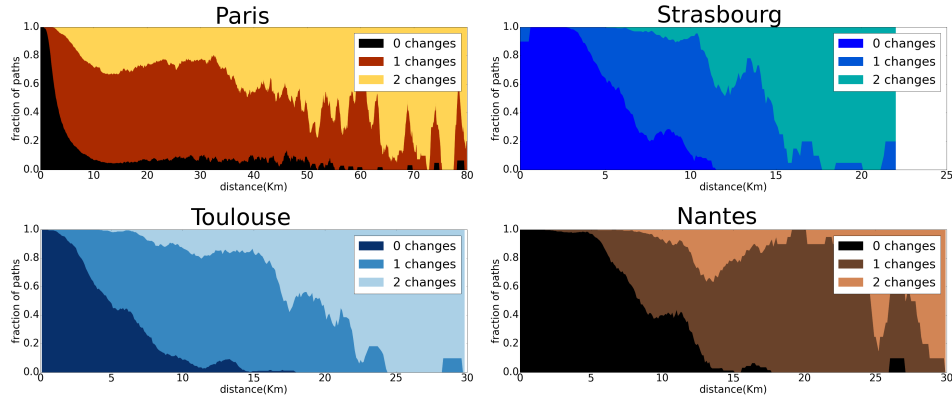 Paris
1.0
0.8
0.6
0.4
0.2
0.0
fraction of paths
0 changes
1 changes
2 changes
0 10 20 30 40 50 60 70 80
distance(Km)
Strasbourg
1.0
0.8
0.6
0.4
0.2
0.0
fraction of paths
0 changes
1 changes
2 changes
0 5 10 15 20 25
distance(Km)
Toulouse
1.0
0.8
0.6
0.4
0.2
0.0
fraction of paths
0 changes
1 changes
2 changes
0 5 10 15 20 25 30
distance(Km)
Nantes
1.0
0.8
0.6
0.4
0.2
0.0
fraction of paths
0 changes
1 changes
2 changes
0 5 10 15 20 25 30
distance(Km)